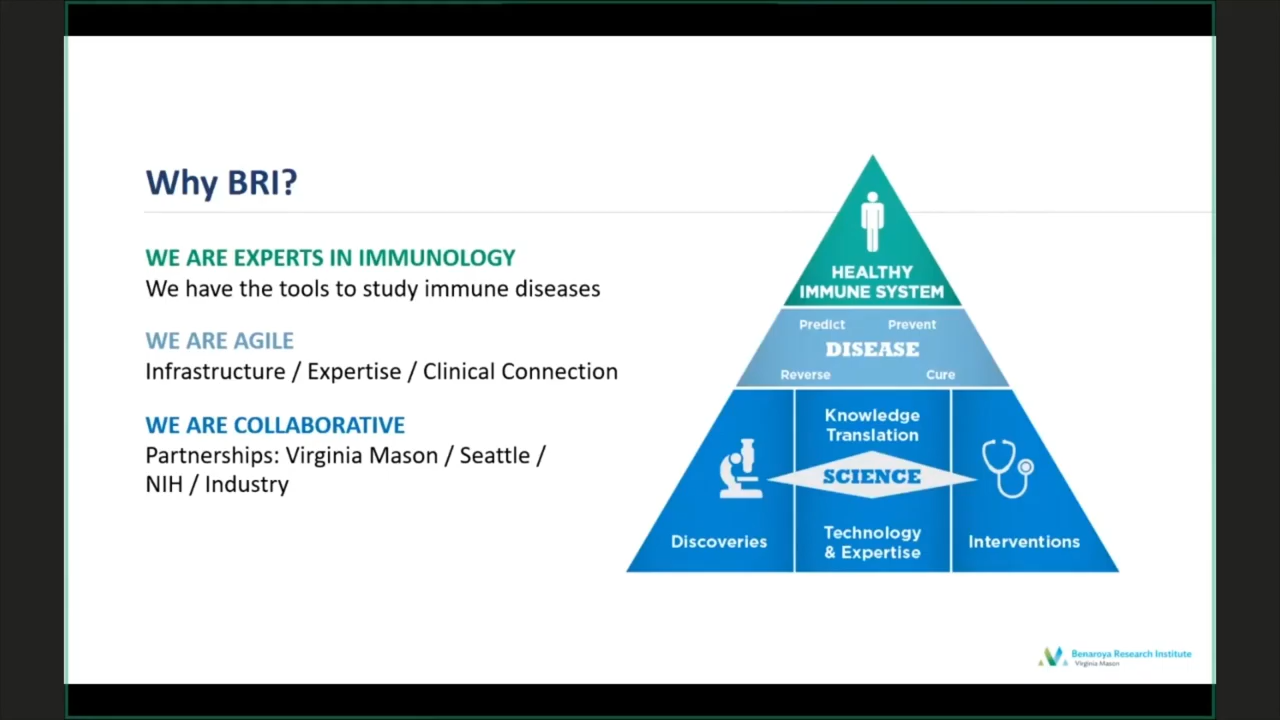 Why BRI?
WE ARE EXPERTS IN IMMUNOLOGY
We have the tools to study immune diseases
WE ARE AGILE
Infrastructure / Expertise / Clinical Connection
WE ARE COLLABORATIVE
Partnerships: Virginia Mason / Seattle /
NIH / Industry
HEALTHY
IMMUNE SYSTEM
Predict Prevent
DISEASE
Reverse Cure
Knowledge
Translation
SCIENCE
Discoveries
Technology
& Expertise
Interventions
Benaroya Research Institute
Virginia Mason